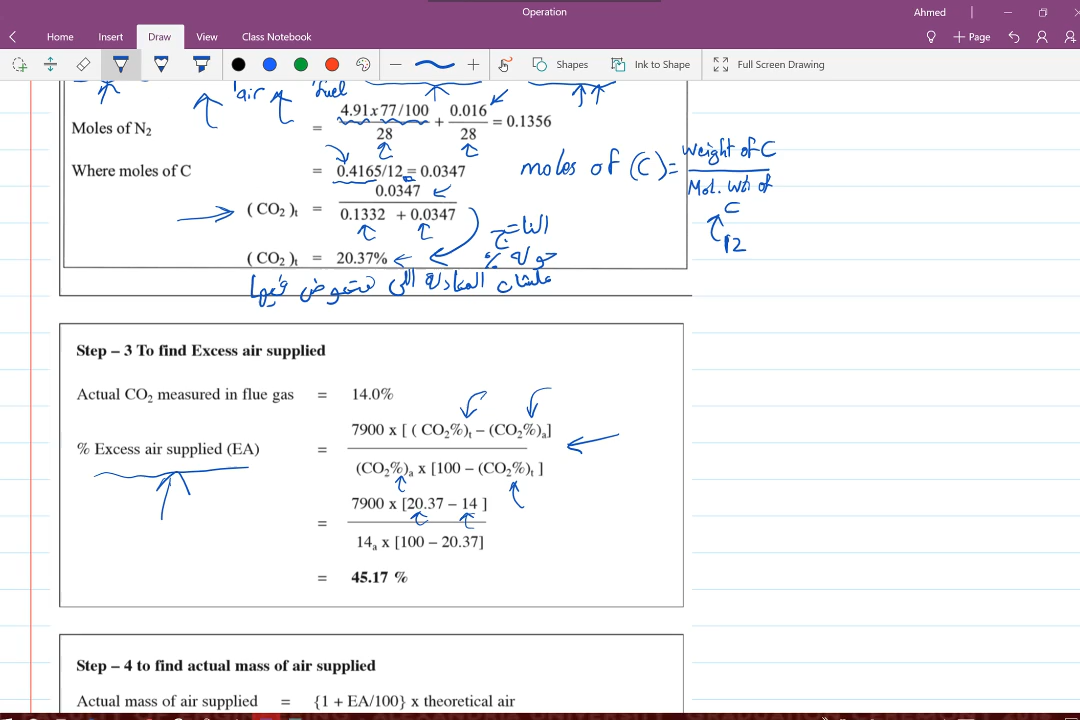 Operation
Ahmed
Home Insert Draw View Class Notebook
Page
Shapes Ink to Shape Full Screen Drawing
air fuel
Moles of N2 = 4.91x77/100 / 28 + 0.016 / 28 = 0.1356
Where moles of C = 0.4165/12 = 0.0347
moles of (C) = weight of C / Mol. wt. of C
12
( CO2 )t = 0.0347 / 0.1332 + 0.0347
الناتج
( CO2 )t = 20.37%
حوله %
علشان المعادلة اللى هنعوض فيها
Step – 3 To find Excess air supplied
Actual CO2 measured in flue gas = 14.0%
% Excess air supplied (EA) = 7900 x [ ( CO2%)t – (CO2%)a] / (CO2%)a x [100 – (CO2%)t ]
= 7900 x [20.37 – 14 ] / 14a x [100 – 20.37]
= 45.17 %
Step – 4 to find actual mass of air supplied
Actual mass of air supplied = {1 + EA/100} x theoretical air